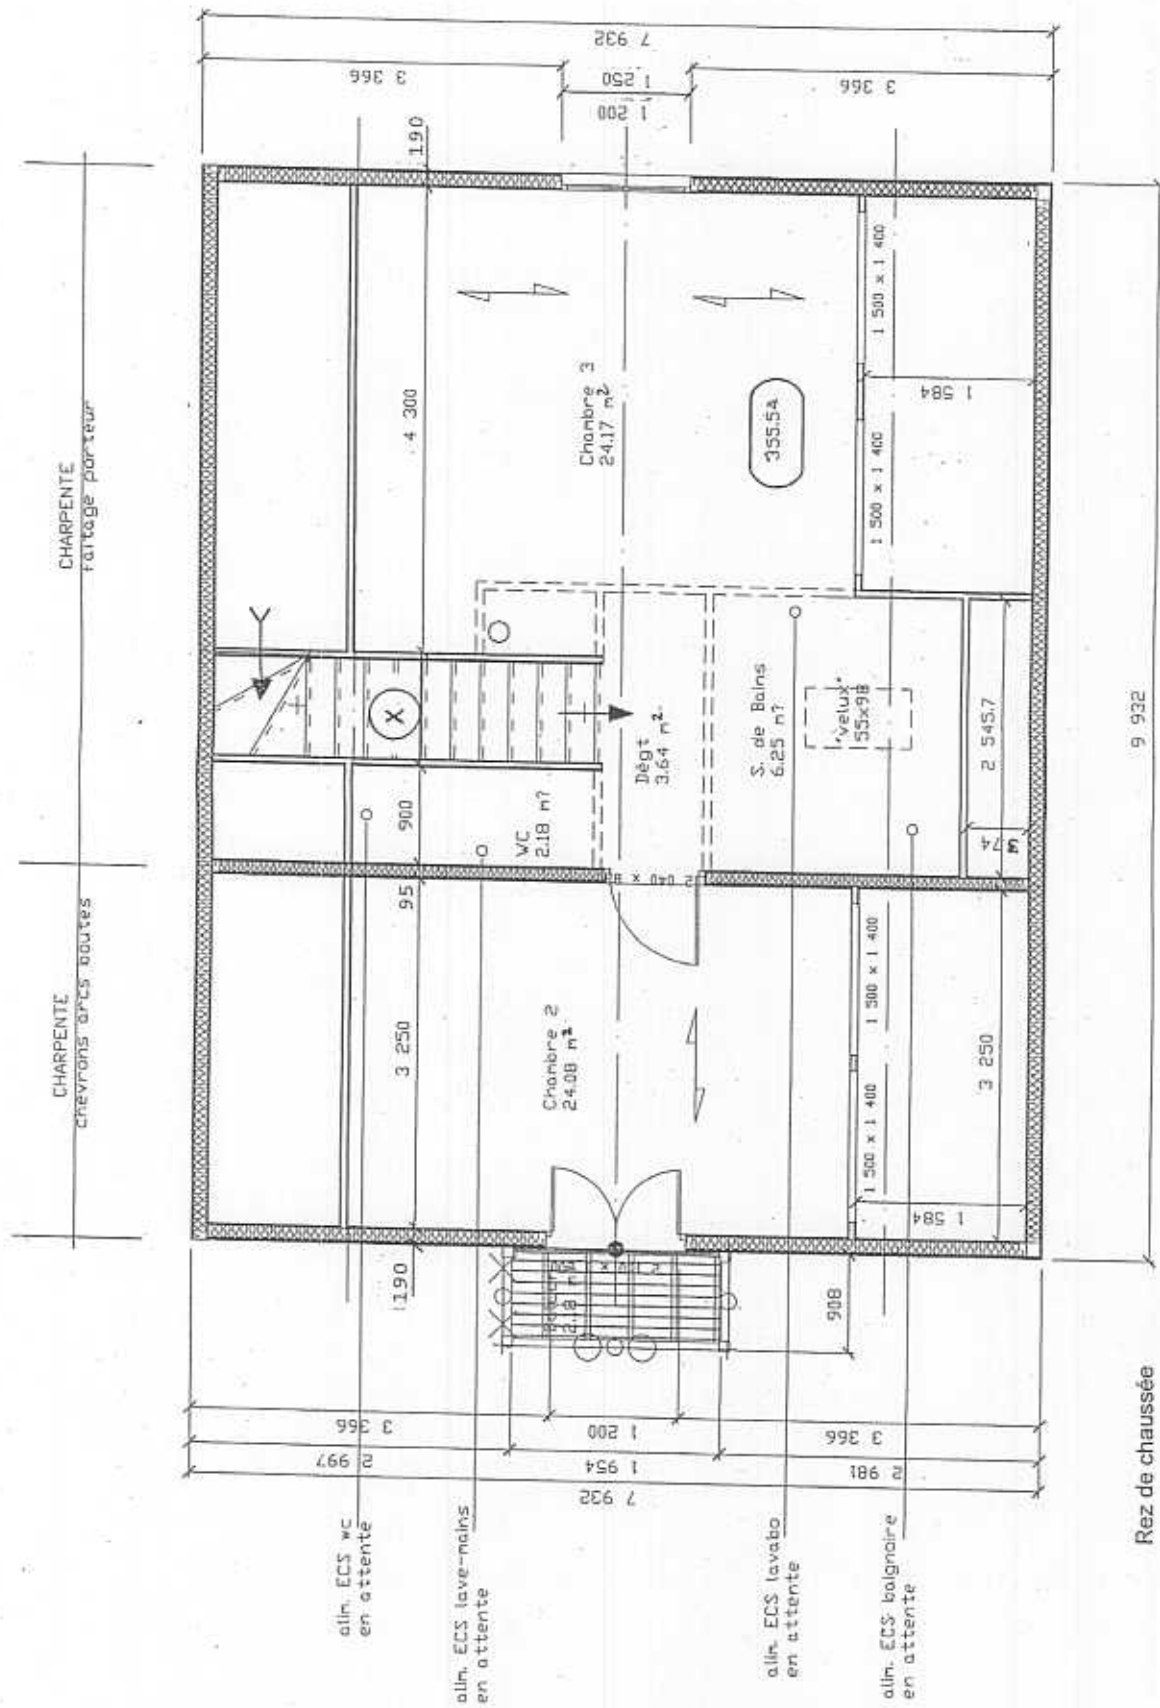 CHARPENTE
chevrons arcs boutes
CHARPENTE
faîtage porteur
190
3 250
95
900
4 300
190
3 366
1 250
1 200
3 366
7 932
Chambre 2
24.08 m²
WC
2.18 m?
Dégt
3.64 m²
S. de Bains
6.25 m?
"velux"
55x98
Chambre 3
24.17 m²
355.54
X
1 500 x 1 400
1 500 x 1 400
1 500 x 1 400
1 500 x 1 400
1 584
1 584
3 250
2 545.7
9 932
908
2.18 m
3 366
1 200
3 366
2 997
1 954
2 981
7 932
alim. ECS wc
en attente
alim. ECS lave-mains
en attente
alim. ECS lavabo
en attente
alim. ECS baignoire
en attente
Rez de chaussée